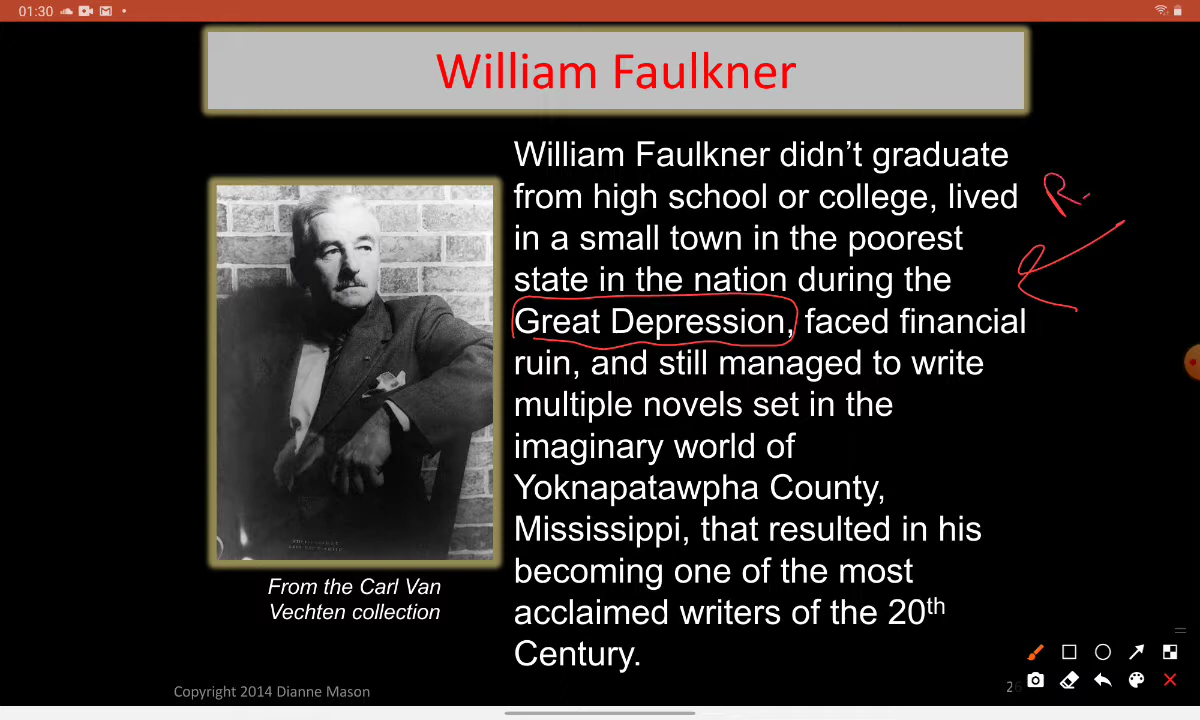 01:30
William Faulkner
William Faulkner didn’t graduate
from high school or college, lived
in a small town in the poorest
state in the nation during the
Great Depression, faced financial
ruin, and still managed to write
multiple novels set in the
imaginary world of
Yoknapatawpha County,
Mississippi, that resulted in his
becoming one of the most
acclaimed writers of the 20th
Century.
R
From the Carl Van
Vechten collection
Copyright 2014 Dianne Mason
26